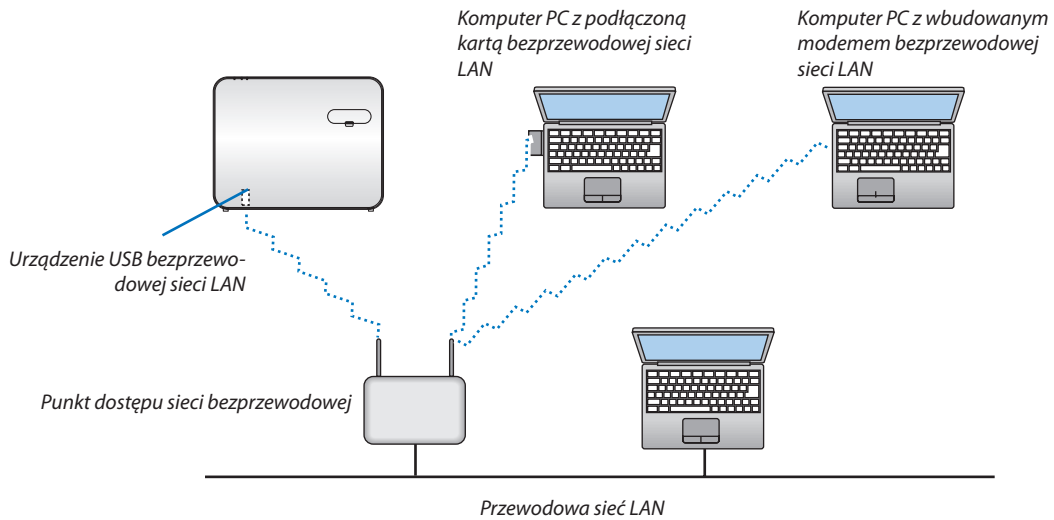 Komputer PC z podłączoną
kartą bezprzewodowej sieci
LAN
Komputer PC z wbudowanym
modemem bezprzewodowej
sieci LAN
Urządzenie USB bezprzewo-
dowej sieci LAN
Punkt dostępu sieci bezprzewodowej
Przewodowa sieć LAN